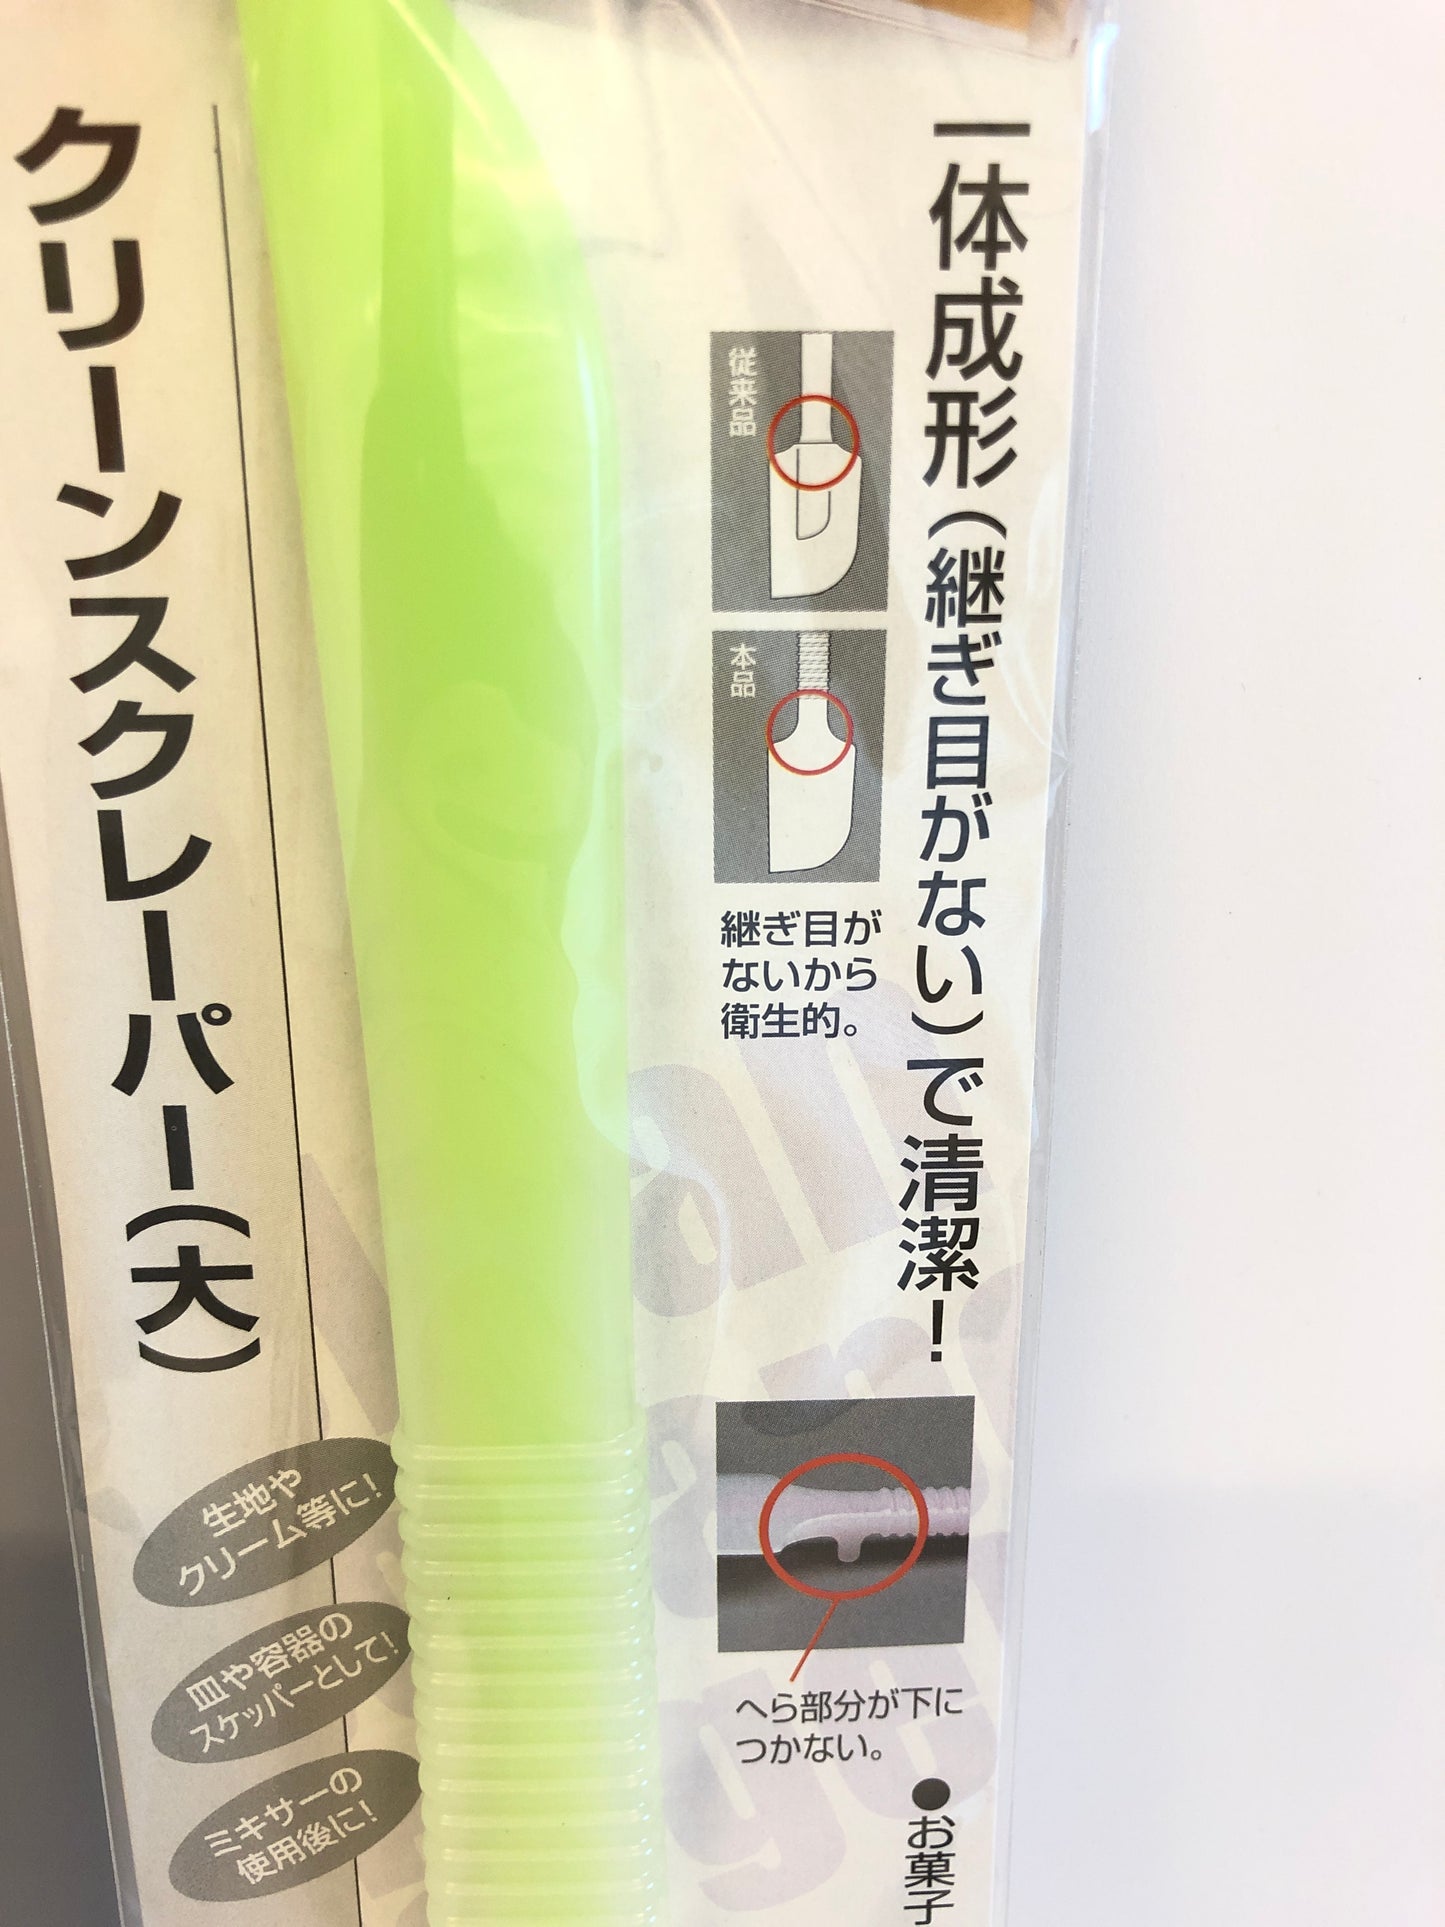 一体成形(継ぎ目がない)で清潔!
従来品
本品
継ぎ目が
ないから
衛生的。
へら部分が下に
つかない。
●お菓子
クリーンスクレーパー(大)
生地や
クリーム等に!
皿や容器の
スケッパーとして!
ミキサーの
使用後に!